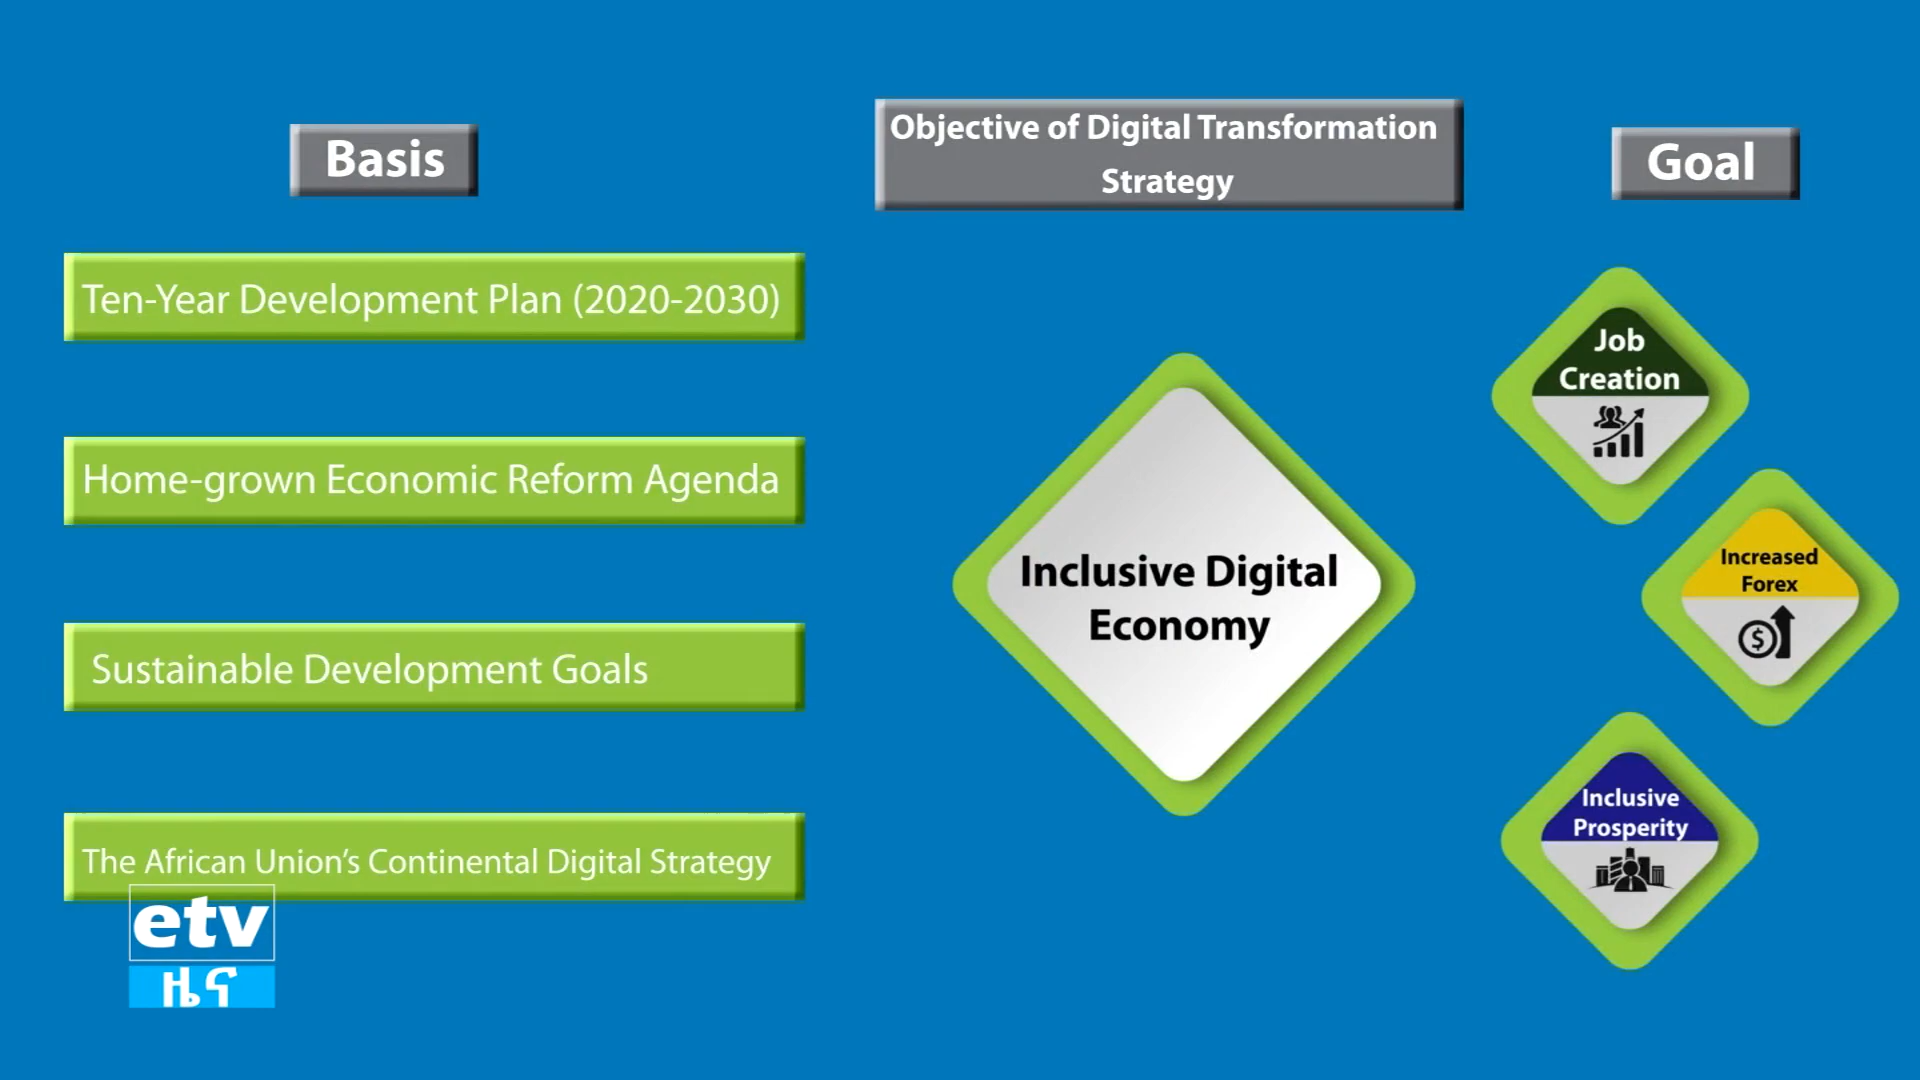 Basis
Objective of Digital Transformation
Strategy
Goal
Ten-Year Development Plan (2020-2030)
Home-grown Economic Reform Agenda
Sustainable Development Goals
The African Union’s Continental Digital Strategy
Inclusive Digital
Economy
Job
Creation
Increased
Forex
$
Inclusive
Prosperity
etv
ዜና